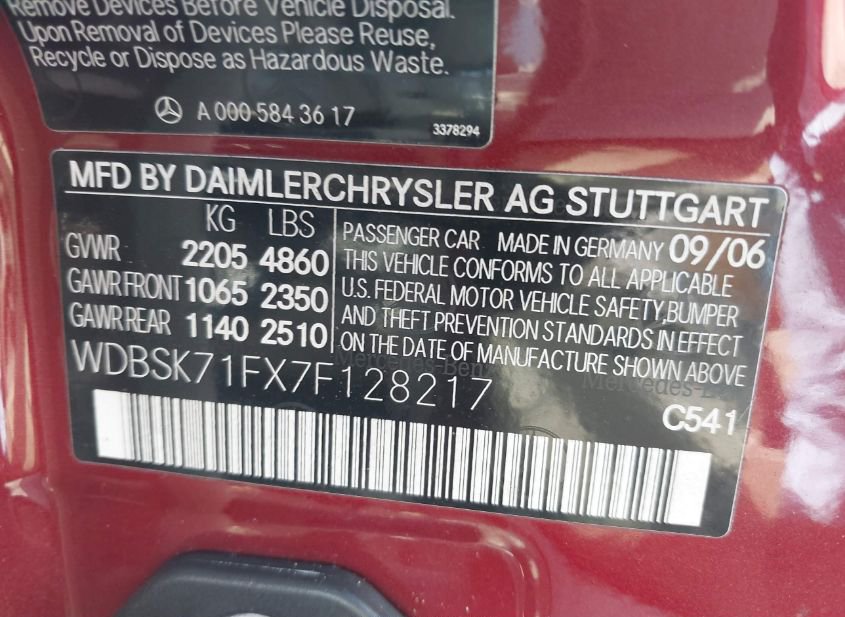 Remove Devices Before Vehicle Disposal.
Upon Removal of Devices Please Reuse,
Recycle or Dispose as Hazardous Waste.
A 000 584 36 17
3378294
MFD BY DAIMLERCHRYSLER AG STUTTGART
KG LBS
GVWR 2205 4860
GAWR FRONT 1065 2350
GAWR REAR 1140 2510
PASSENGER CAR MADE IN GERMANY 09/06
THIS VEHICLE CONFORMS TO ALL APPLICABLE
U.S. FEDERAL MOTOR VEHICLE SAFETY,BUMPER
AND THEFT PREVENTION STANDARDS IN EFFECT
ON THE DATE OF MANUFACTURE SHOWN ABOVE
WDBSK71FX7F128217
C541